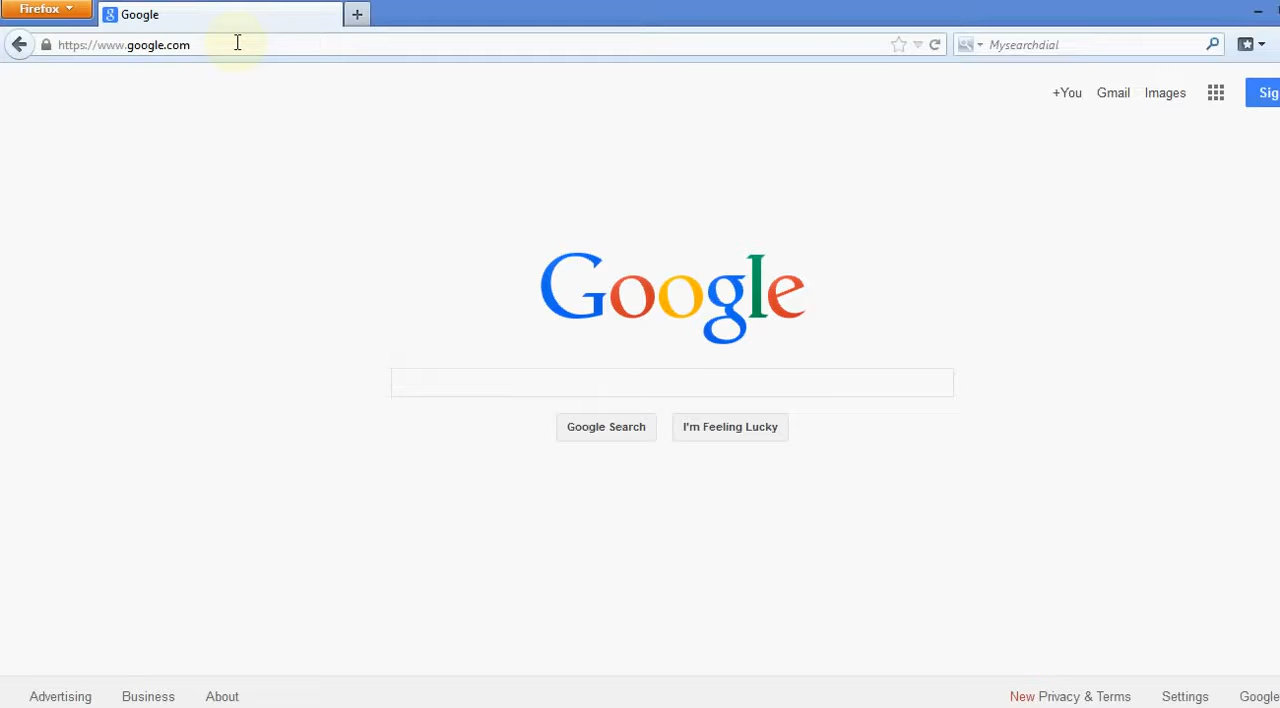 Firefox
Google
https://www.google.com
Mysearchdial
+You Gmail Images Sig
Google
Google Search I'm Feeling Lucky
Advertising Business About New Privacy & Terms Settings Google